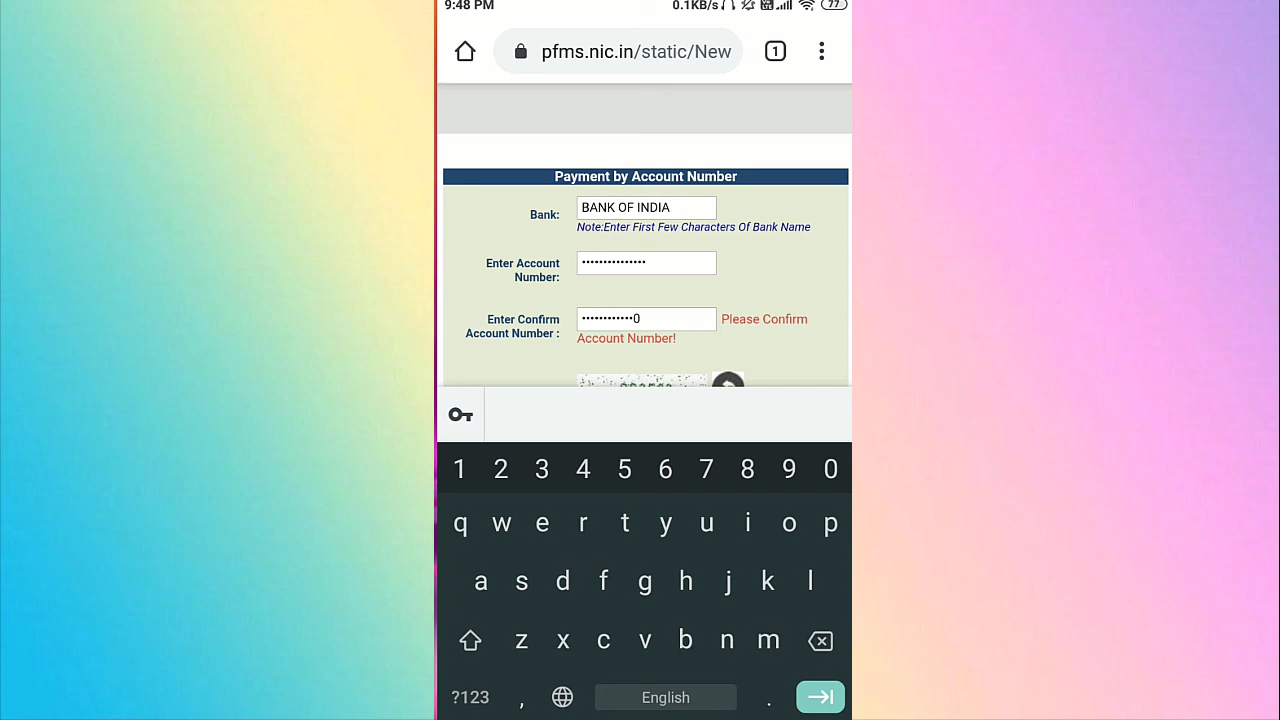 9:48 PM 0.1KB/s 77
pfms.nic.in/static/New 1
Payment by Account Number
Bank: BANK OF INDIA
Note:Enter First Few Characters Of Bank Name
Enter Account •••••••••••••••
Number:
Enter Confirm ••••••••••••0 Please Confirm
Account Number : Account Number!
1 2 3 4 5 6 7 8 9 0
q w e r t y u i o p
a s d f g h j k l
z x c v b n m
?123 , English .